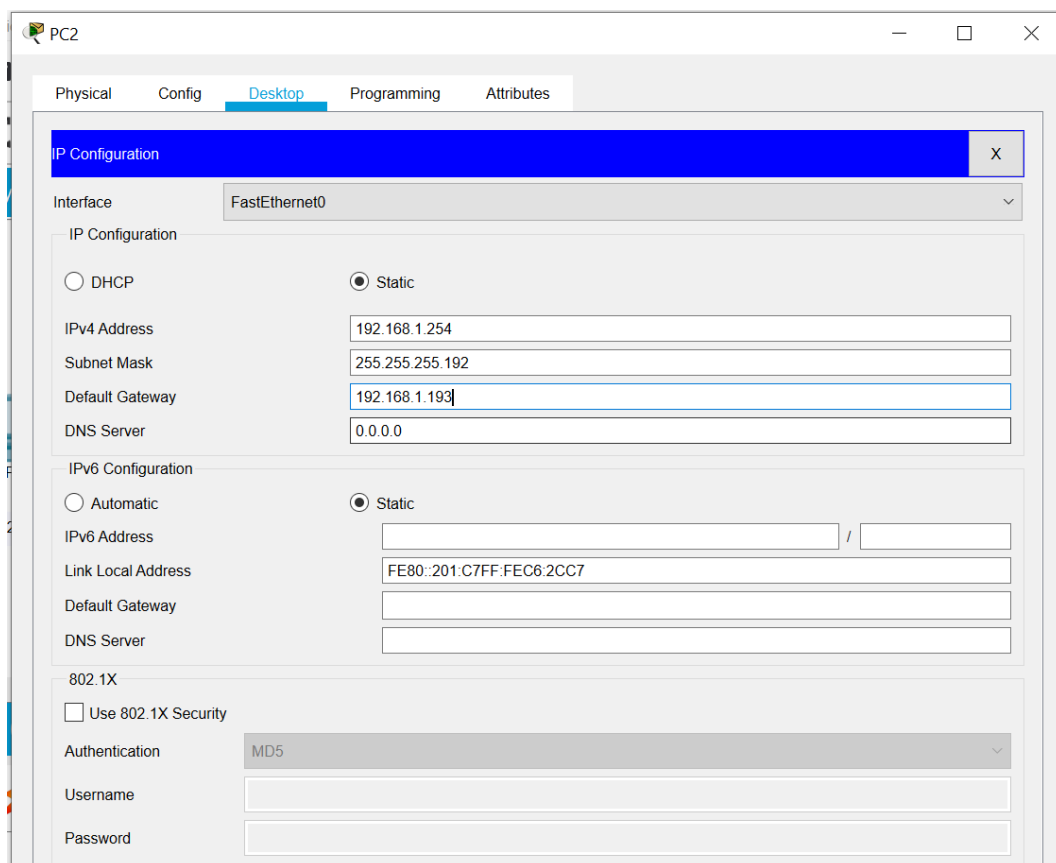 PC2
Physical Config Desktop Programming Attributes
IP Configuration X
Interface FastEthernet0
IP Configuration
DHCP Static
IPv4 Address 192.168.1.254
Subnet Mask 255.255.255.192
Default Gateway 192.168.1.193
DNS Server 0.0.0.0
IPv6 Configuration
Automatic Static
IPv6 Address /
Link Local Address FE80::201:C7FF:FEC6:2CC7
Default Gateway
DNS Server
802.1X
Use 802.1X Security
Authentication MD5
Username
Password